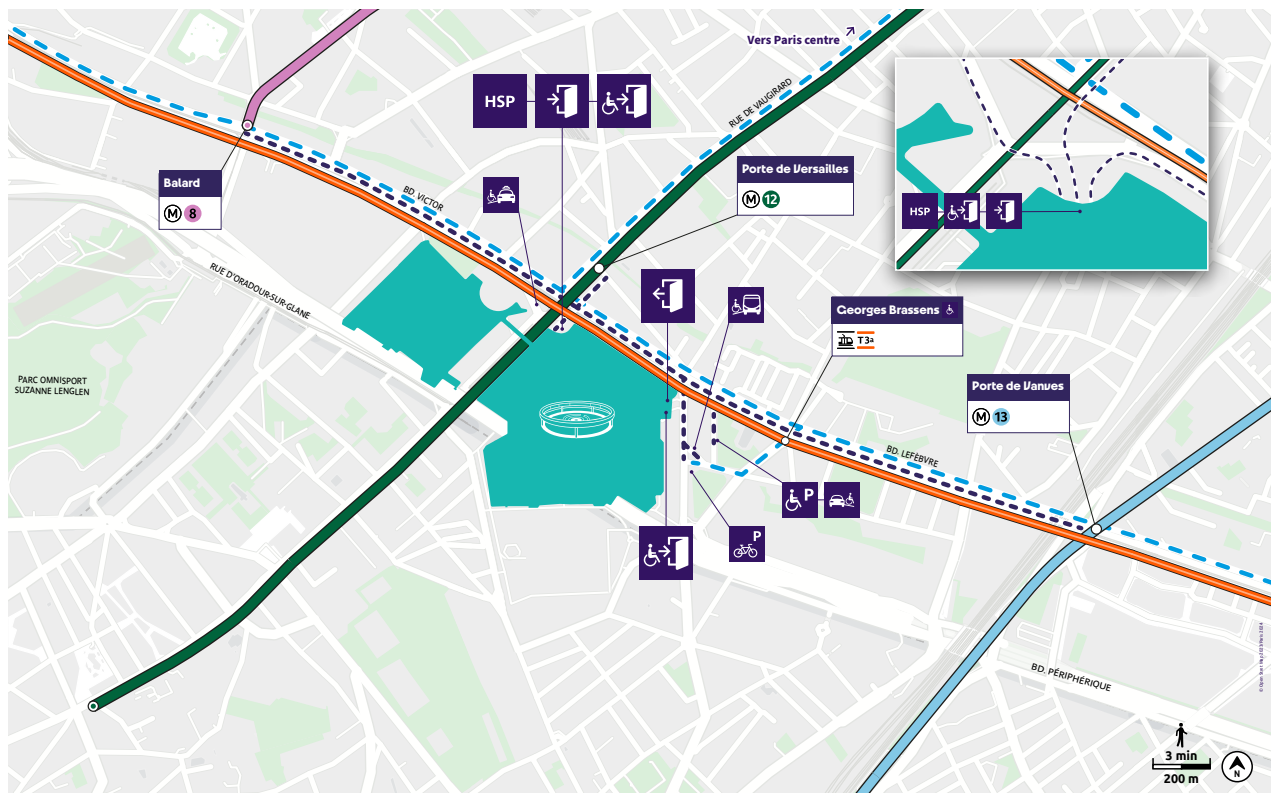 Vers Paris centre
RUE DE VAUGIRARD
HSP
Balard
M 8
BD. VICTOR
Porte de Versailles
M 12
HSP
RUE D'ORADOUR-SUR-GLANE
Georges Brassens
T3a
PARC OMNISPORT
SUZANNE LENGLEN
Porte de Vanves
M 13
BD. LEFÈBVRE
P
P
BD. PÉRIPHÉRIQUE
3 min
200 m
N